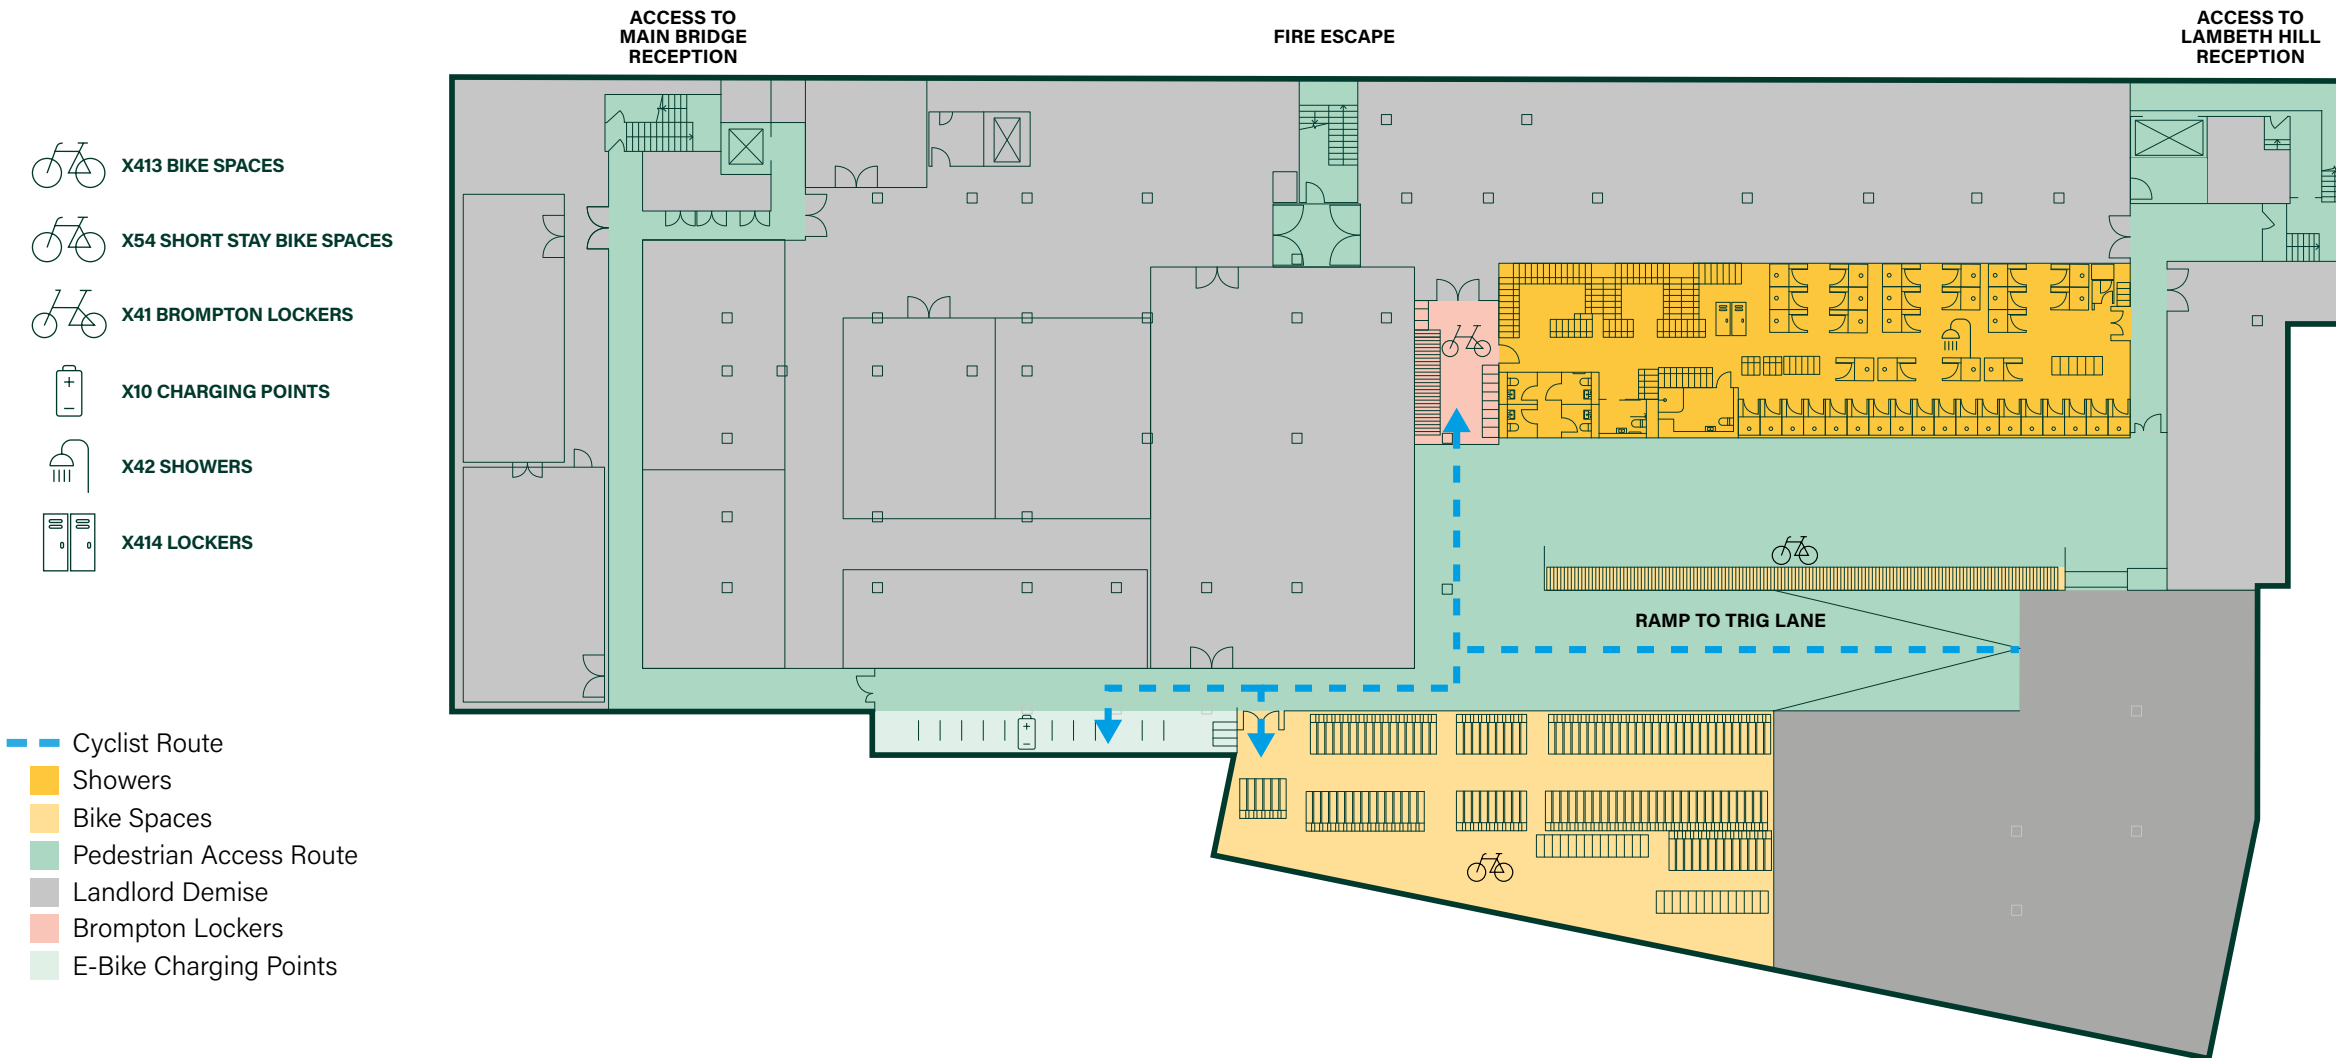 ACCESS TO
MAIN BRIDGE
RECEPTION
FIRE ESCAPE
ACCESS TO
LAMBETH HILL
RECEPTION
X413 BIKE SPACES
X54 SHORT STAY BIKE SPACES
X41 BROMPTON LOCKERS
X10 CHARGING POINTS
X42 SHOWERS
X414 LOCKERS
RAMP TO TRIG LANE
Cyclist Route
Showers
Bike Spaces
Pedestrian Access Route
Landlord Demise
Brompton Lockers
E-Bike Charging Points